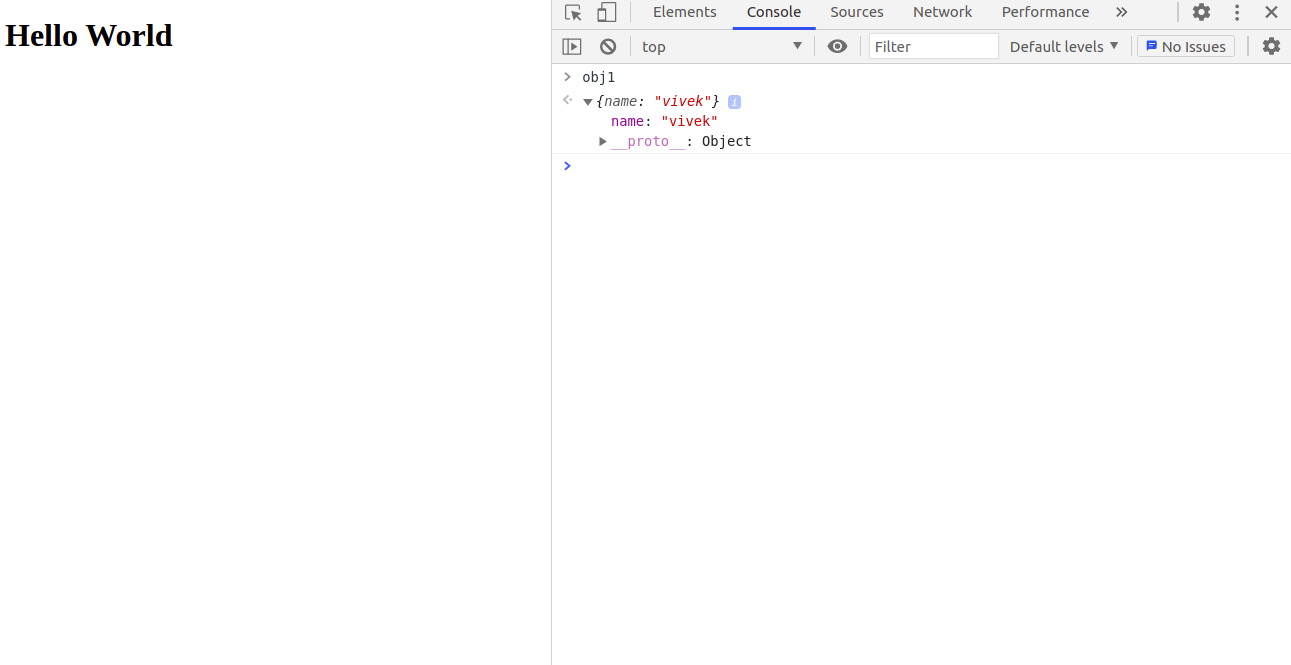 Hello World
Elements Console Sources Network Performance
top Filter Default levels No Issues
obj1
{name: "vivek"} i
name: "vivek"
__proto__: Object